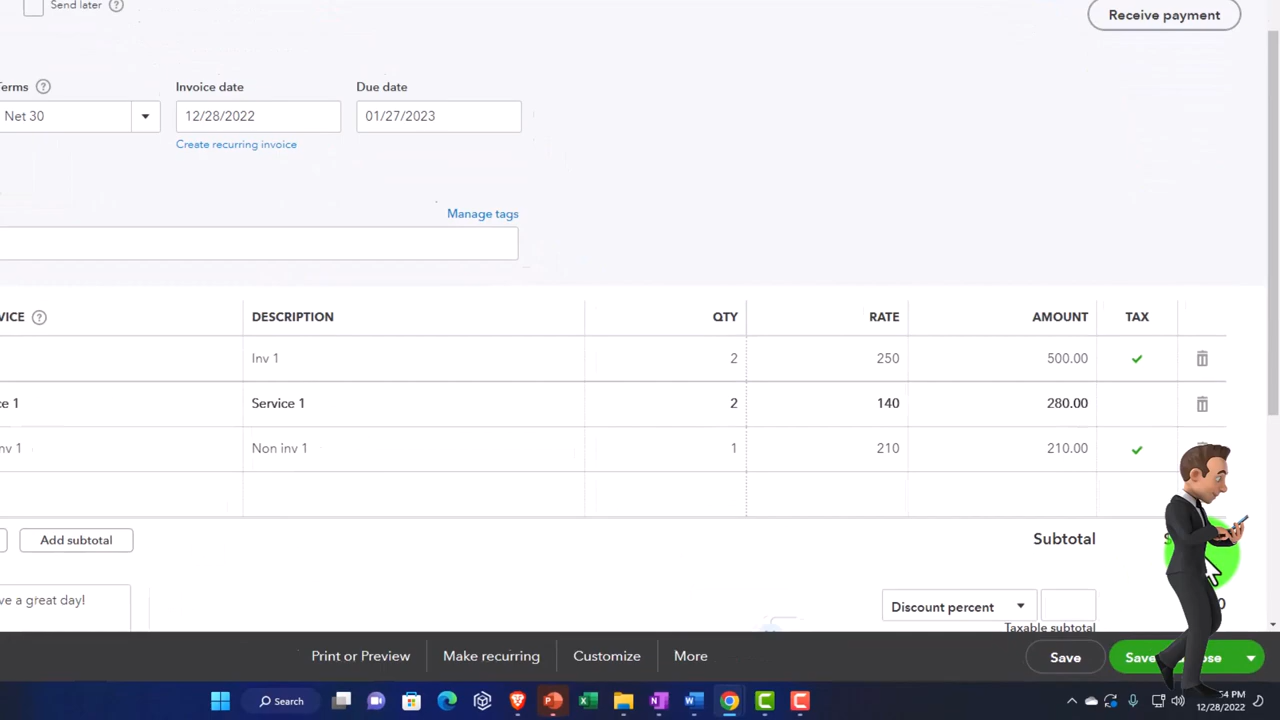 Send later
Receive payment
Terms
Invoice date
Due date
Net 30
12/28/2022
01/27/2023
Create recurring invoice
Manage tags
DESCRIPTION
QTY
RATE
AMOUNT
TAX
Inv 1
2
250
500.00
Service 1
2
140
280.00
Non inv 1
1
210
210.00
Add subtotal
Subtotal
Discount percent
Taxable subtotal
Print or Preview
Make recurring
Customize
More
Save
Search
12/28/2022